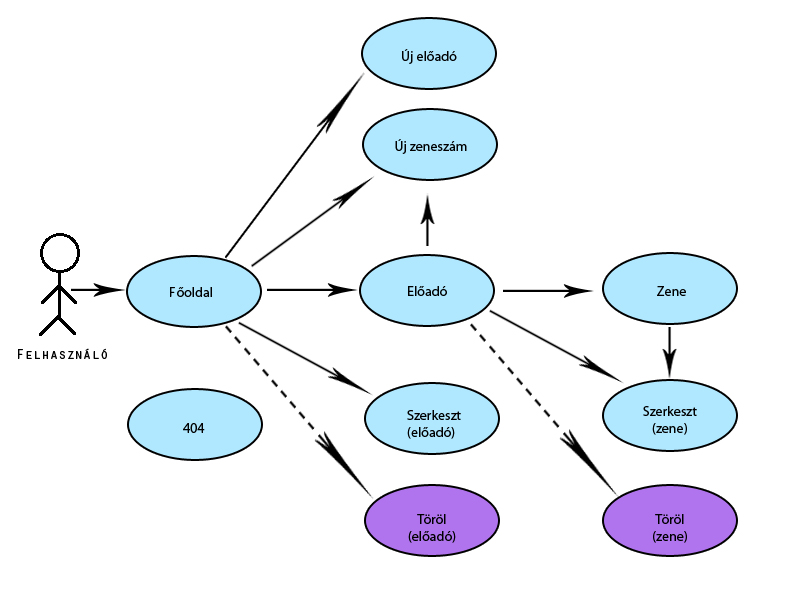 Új előadó
Új zeneszám
Főoldal
Előadó
Zene
Felhasználó
404
Szerkeszt
(előadó)
Szerkeszt
(zene)
Töröl
(előadó)
Töröl
(zene)